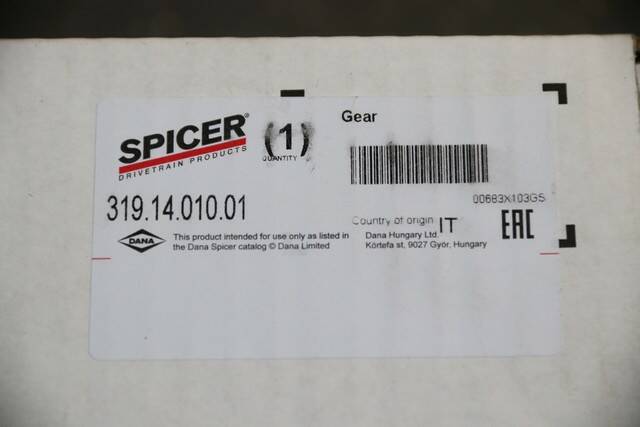 SPICER®
DRIVETRAIN PRODUCTS
(1)
QUANTITY
Gear
319.14.010.01
00683X103G5
Country of origin IT
EAC
DANA
This product intended for use only as listed in
the Dana Spicer catalog © Dana Limited
Dana Hungary Ltd.
Körtefa st. 9027 Győr, Hungary